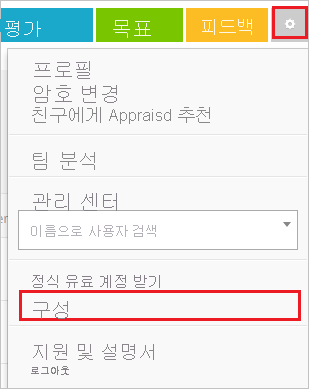 평가 목표 피드백
프로필
암호 변경
친구에게 Appraisd 추천
팀 분석
관리 센터
이름으로 사용자 검색
정식 유료 계정 받기
구성
지원 및 설명서
로그아웃